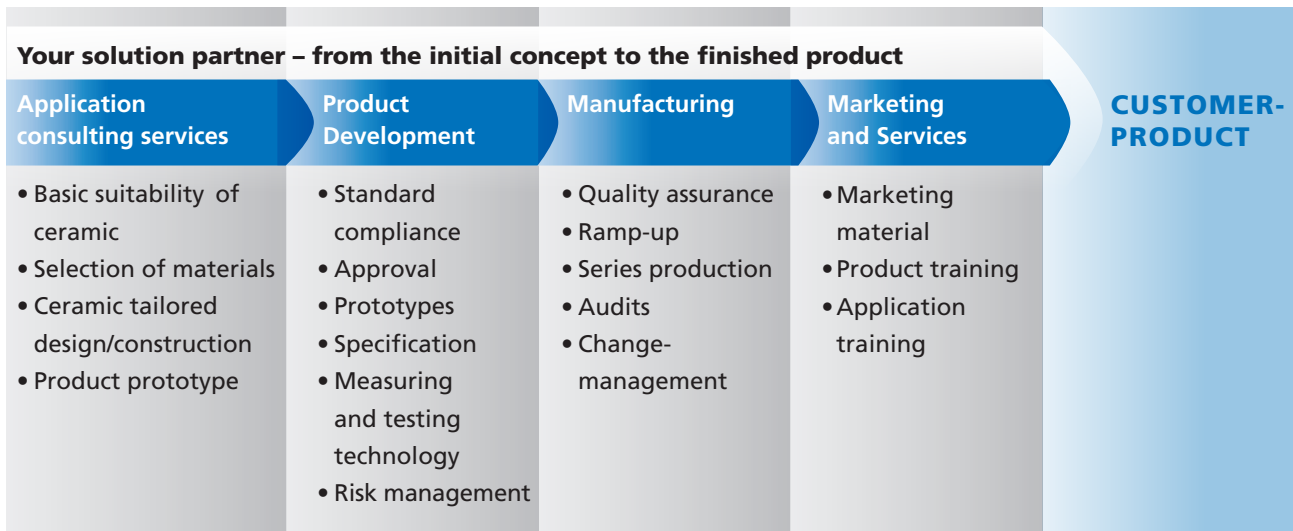 Your solution partner – from the initial concept to the finished product
Application
consulting services
Product
Development
Manufacturing
Marketing
and Services
CUSTOMER-
PRODUCT
• Basic suitability of
ceramic
• Selection of materials
• Ceramic tailored
design/construction
• Product prototype
• Standard
compliance
• Approval
• Prototypes
• Specification
• Measuring
and testing
technology
• Risk management
• Quality assurance
• Ramp-up
• Series production
• Audits
• Change-
management
• Marketing
material
• Product training
• Application
training